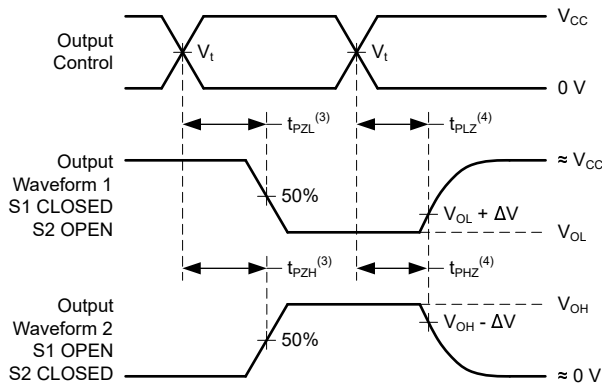 V_CC
Output
Control
V_t
V_t
0 V
t_PZL^(3)
t_PLZ^(4)
Output
Waveform 1
S1 CLOSED
S2 OPEN
≈ V_CC
50%
V_OL + ΔV
V_OL
t_PZH^(3)
t_PHZ^(4)
Output
Waveform 2
S1 OPEN
S2 CLOSED
V_OH
V_OH - ΔV
50%
≈ 0 V